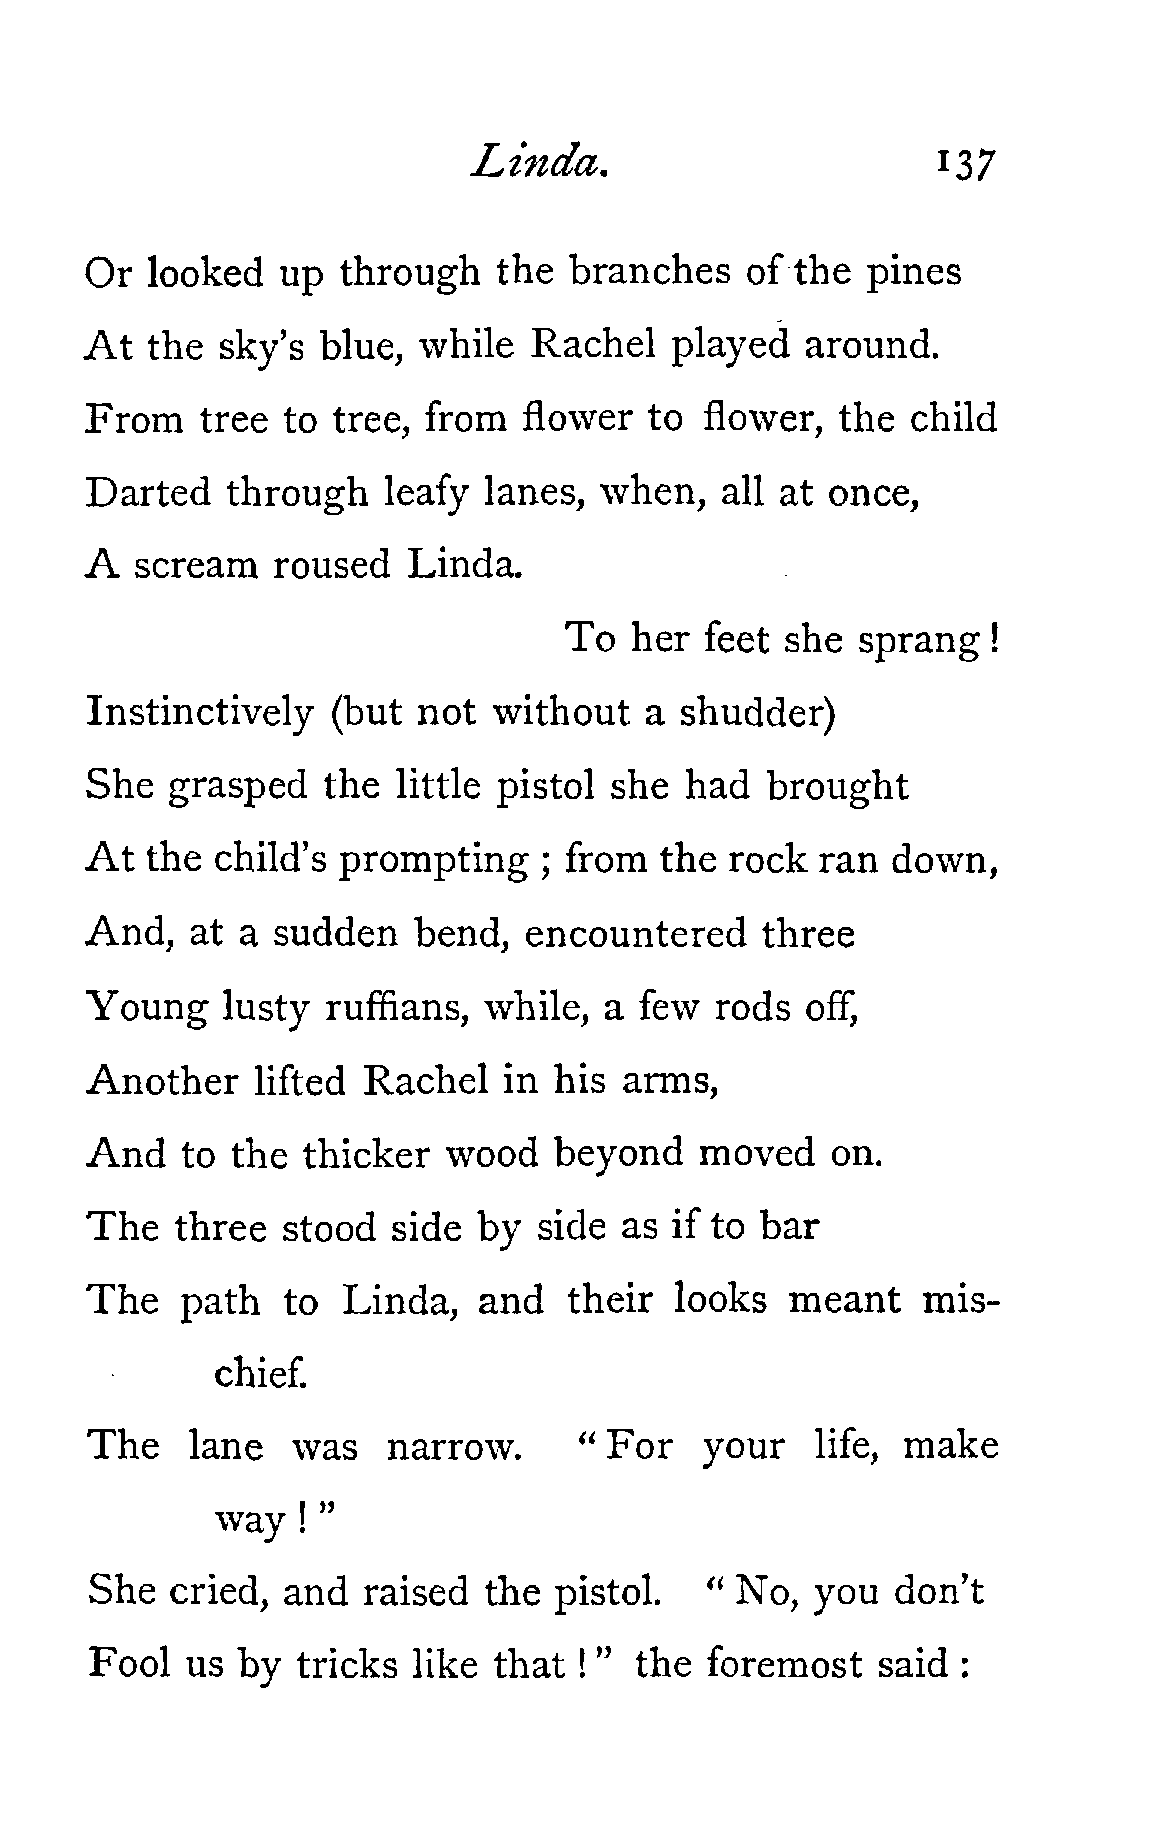 Linda. 137
Or looked up through the branches of the pines
At the sky's blue, while Rachel played around.
From tree to tree, from flower to flower, the child
Darted through leafy lanes, when, all at once,
A scream roused Linda.
To her feet she sprang!
Instinctively (but not without a shudder)
She grasped the little pistol she had brought
At the child's prompting; from the rock ran down,
And, at a sudden bend, encountered three
Young lusty ruffians, while, a few rods off,
Another lifted Rachel in his arms,
And to the thicker wood beyond moved on.
The three stood side by side as if to bar
The path to Linda, and their looks meant mis-
chief.
The lane was narrow. "For your life, make
way!"
She cried, and raised the pistol. "No, you don't
Fool us by tricks like that!" the foremost said: